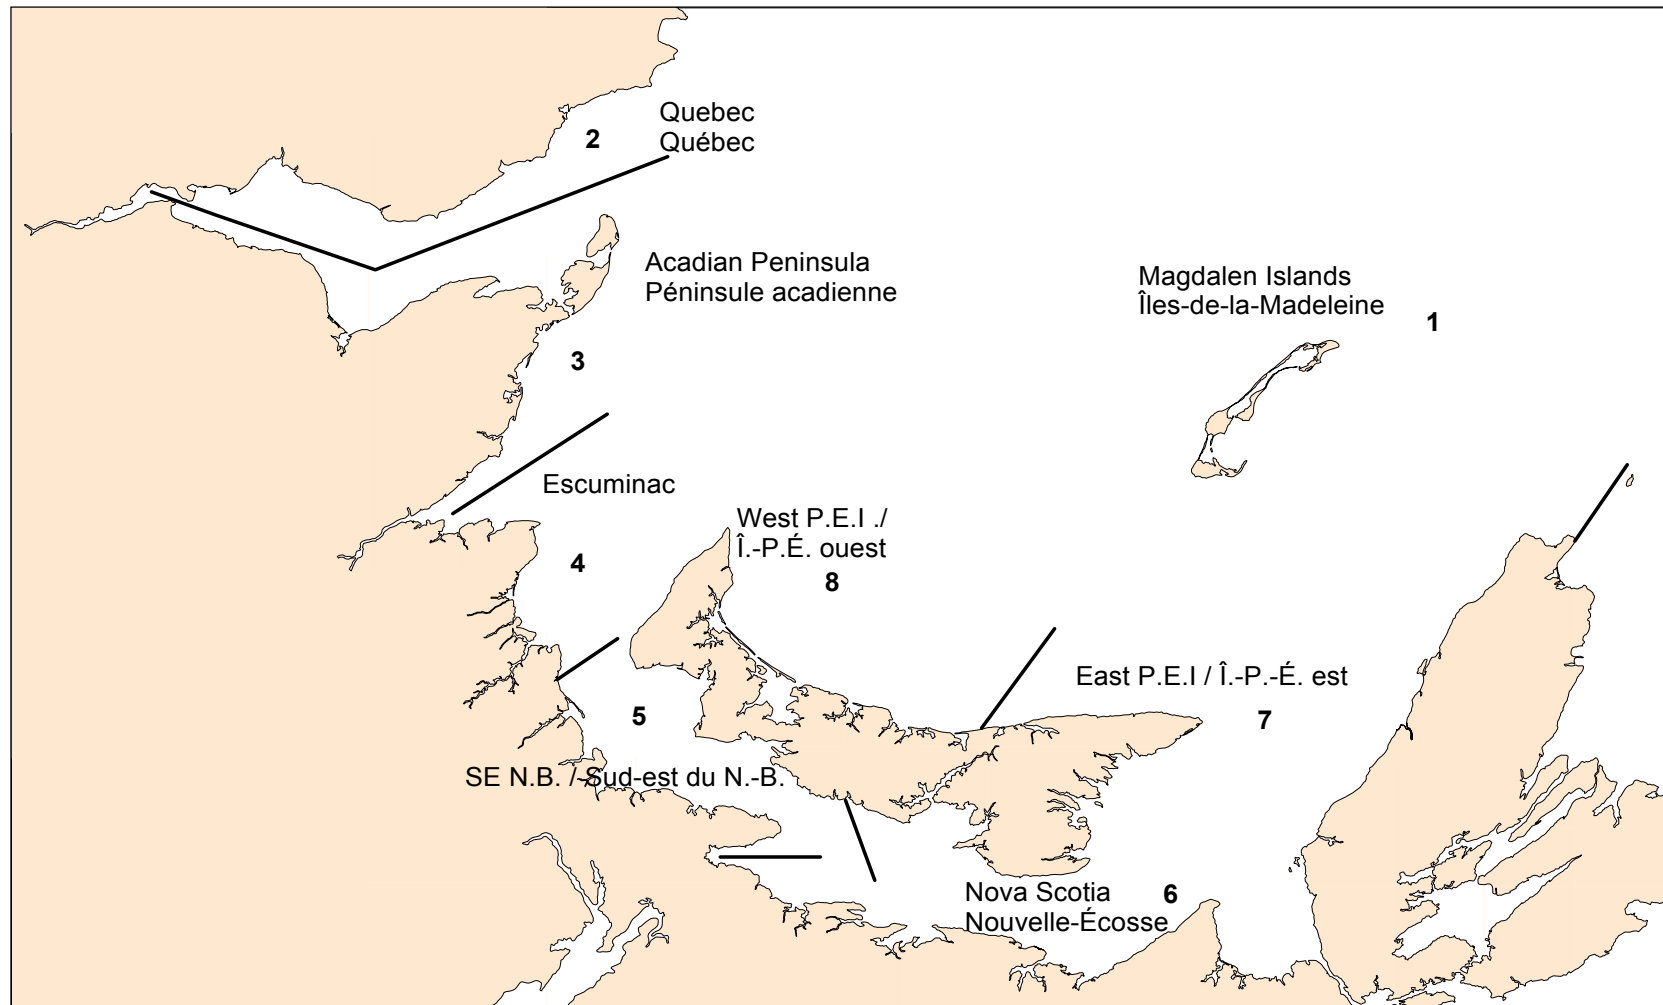 Quebec
2
Québec
Acadian Peninsula
Péninsule acadienne
Magdalen Islands
Îles-de-la-Madeleine
1
3
Escuminac
West P.E.I ./
Î.-P.É. ouest
4
8
East P.E.I / Î.-P.-É. est
5
7
SE N.B. / Sud-est du N.-B.
Nova Scotia
6
Nouvelle-Écosse